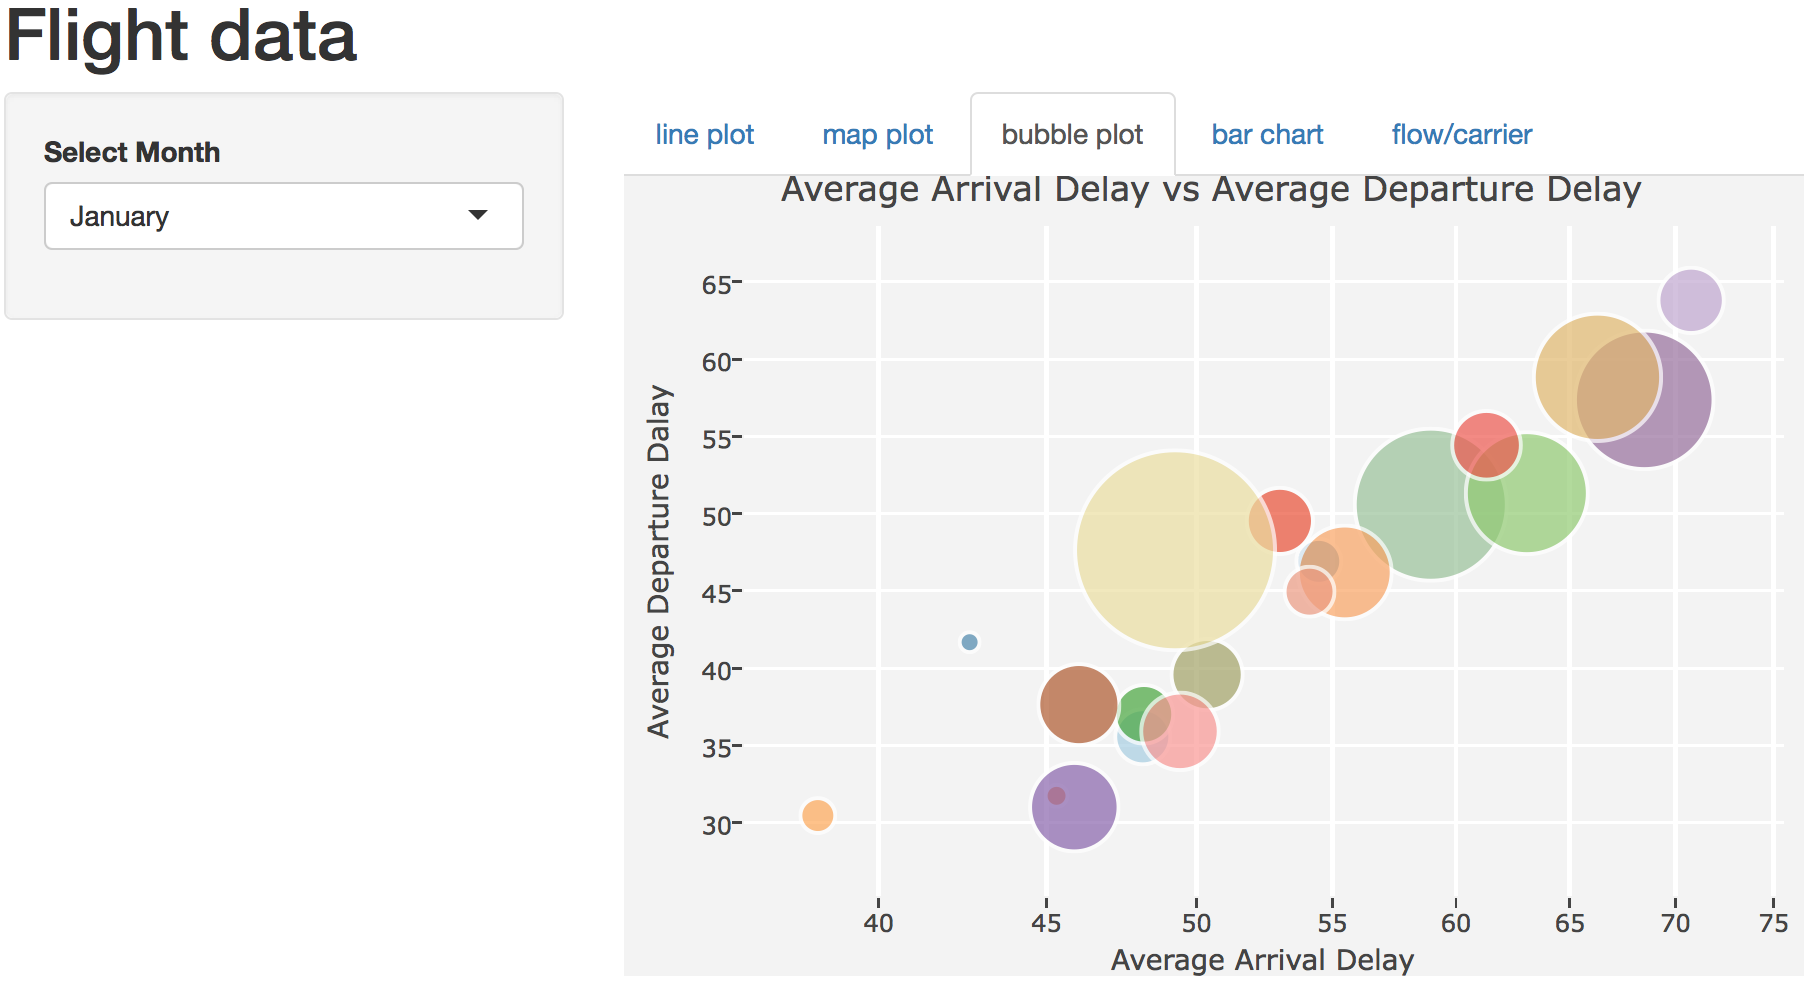 Flight data
Select Month
January
line plot
map plot
bubble plot
bar chart
flow/carrier
Average Arrival Delay vs Average Departure Delay
Average Departure Dalay
65
60
55
50
45
40
35
30
40
45
50
55
60
65
70
75
Average Arrival Delay